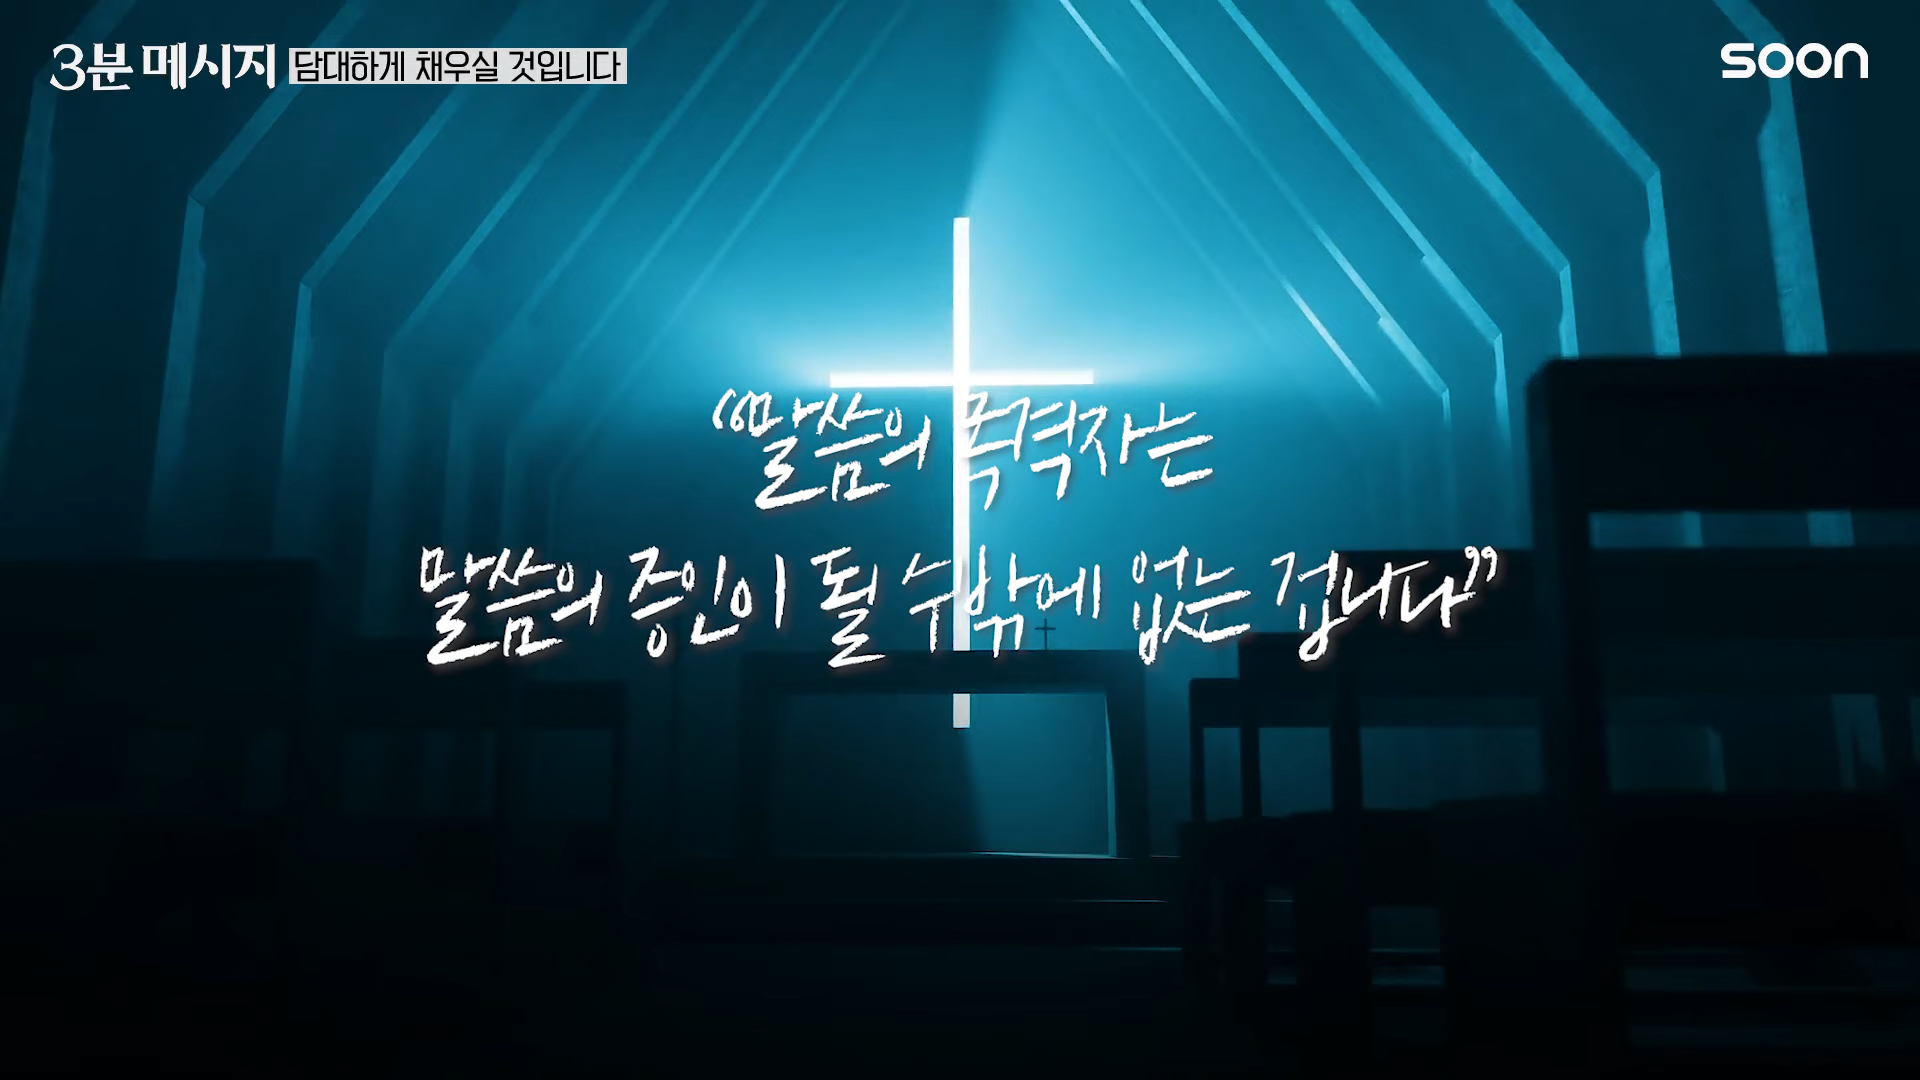 3분 메시지 담대하게 채우실 것입니다
soon
“말씀의 목격자는
말씀의 증인이 될 수밖에 없는 겁니다”